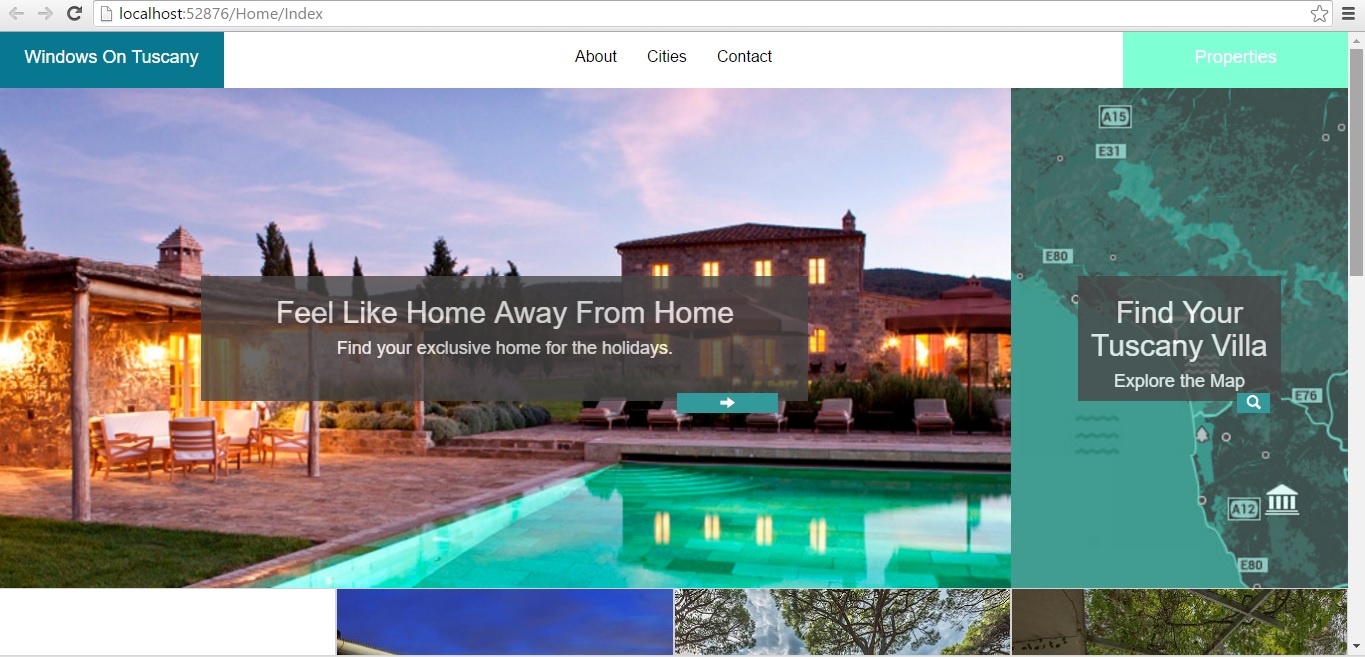 localhost:52876/Home/Index
Windows On Tuscany
About Cities Contact
Properties
Feel Like Home Away From Home
Find your exclusive home for the holidays.
A15
E31
E80
Find Your
Tuscany Villa
Explore the Map
E76
A12
E80